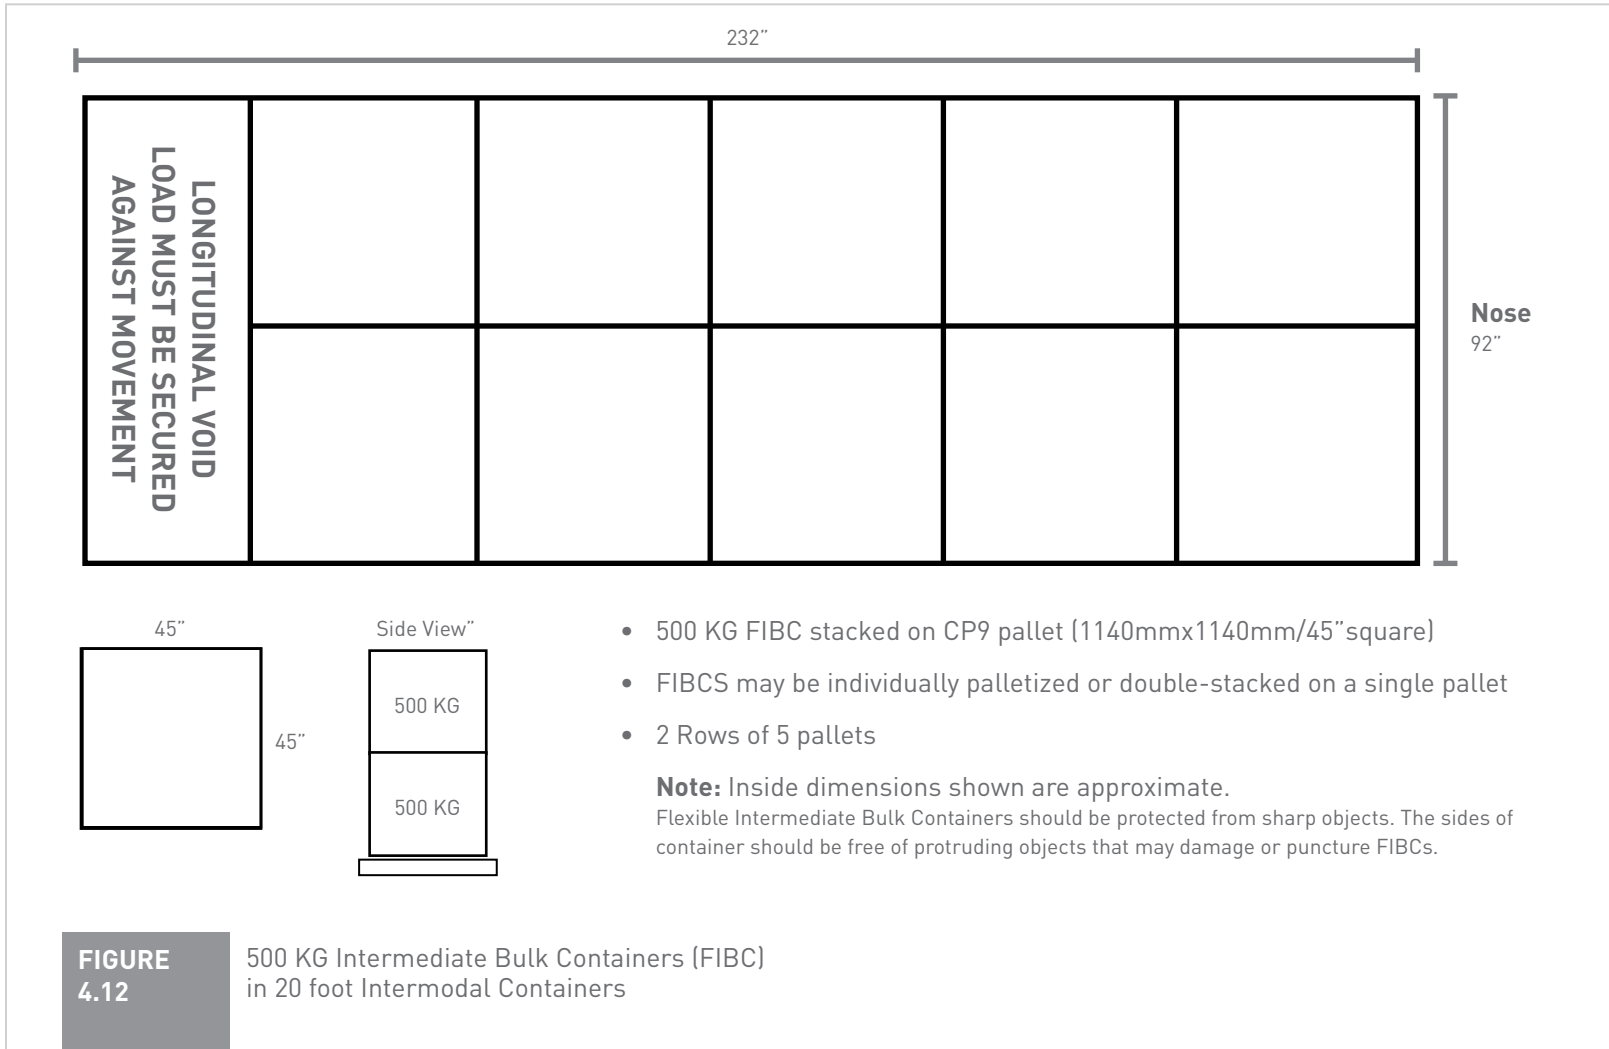 232”
LONGITUDINAL VOID
LOAD MUST BE SECURED
AGAINST MOVEMENT
Nose
92”
45”
45”
Side View”
500 KG
500 KG
• 500 KG FIBC stacked on CP9 pallet (1140mmx1140mm/45”square)
• FIBCS may be individually palletized or double-stacked on a single pallet
• 2 Rows of 5 pallets
Note: Inside dimensions shown are approximate.
Flexible Intermediate Bulk Containers should be protected from sharp objects. The sides of
container should be free of protruding objects that may damage or puncture FIBCs.
FIGURE
4.12
500 KG Intermediate Bulk Containers (FIBC)
in 20 foot Intermodal Containers